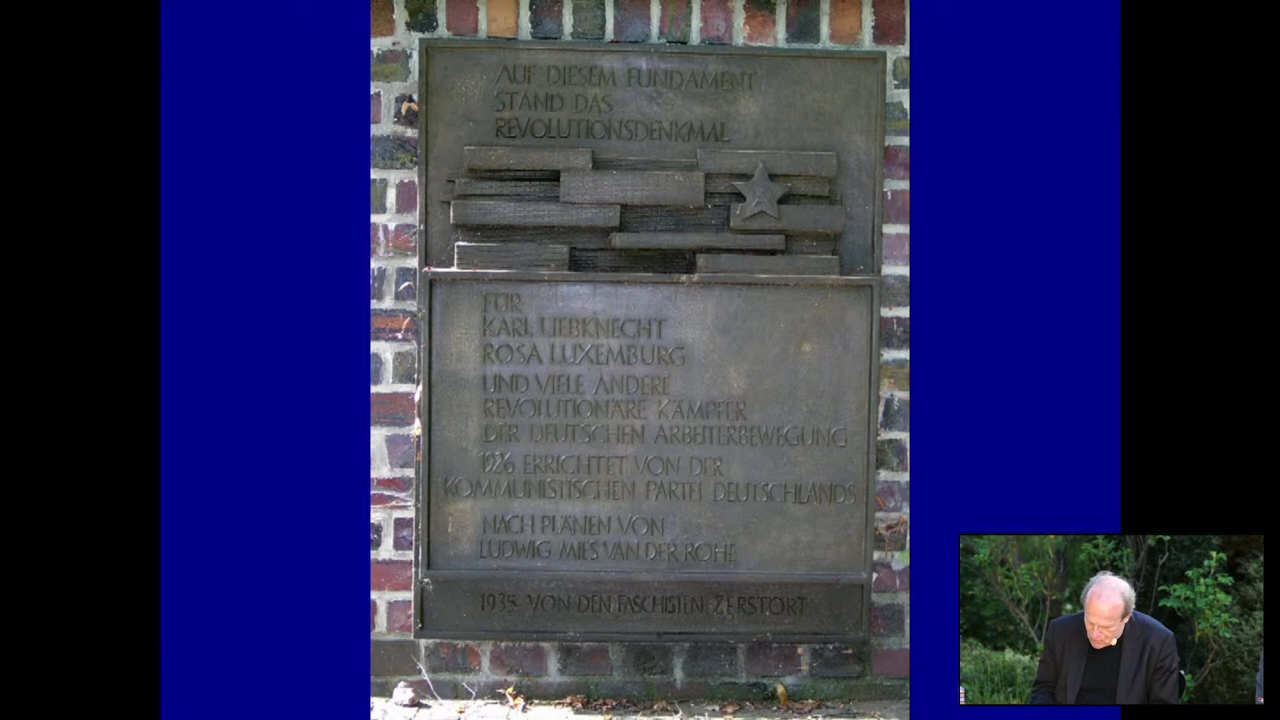 AUF DIESEM FUNDAMENT
STAND DAS
REVOLUTIONSDENKMAL
FÜR
KARL LIEBKNECHT
ROSA LUXEMBURG
UND VIELE ANDERE
REVOLUTIONÄRE KÄMPFER
DER DEUTSCHEN ARBEITERBEWEGUNG
1926 ERRICHTET VON DER
KOMMUNISTISCHEN PARTEI DEUTSCHLANDS
NACH PLÄNEN VON
LUDWIG MIES VAN DER ROHE
1935 VON DEN FASCHISTEN ZERSTÖRT